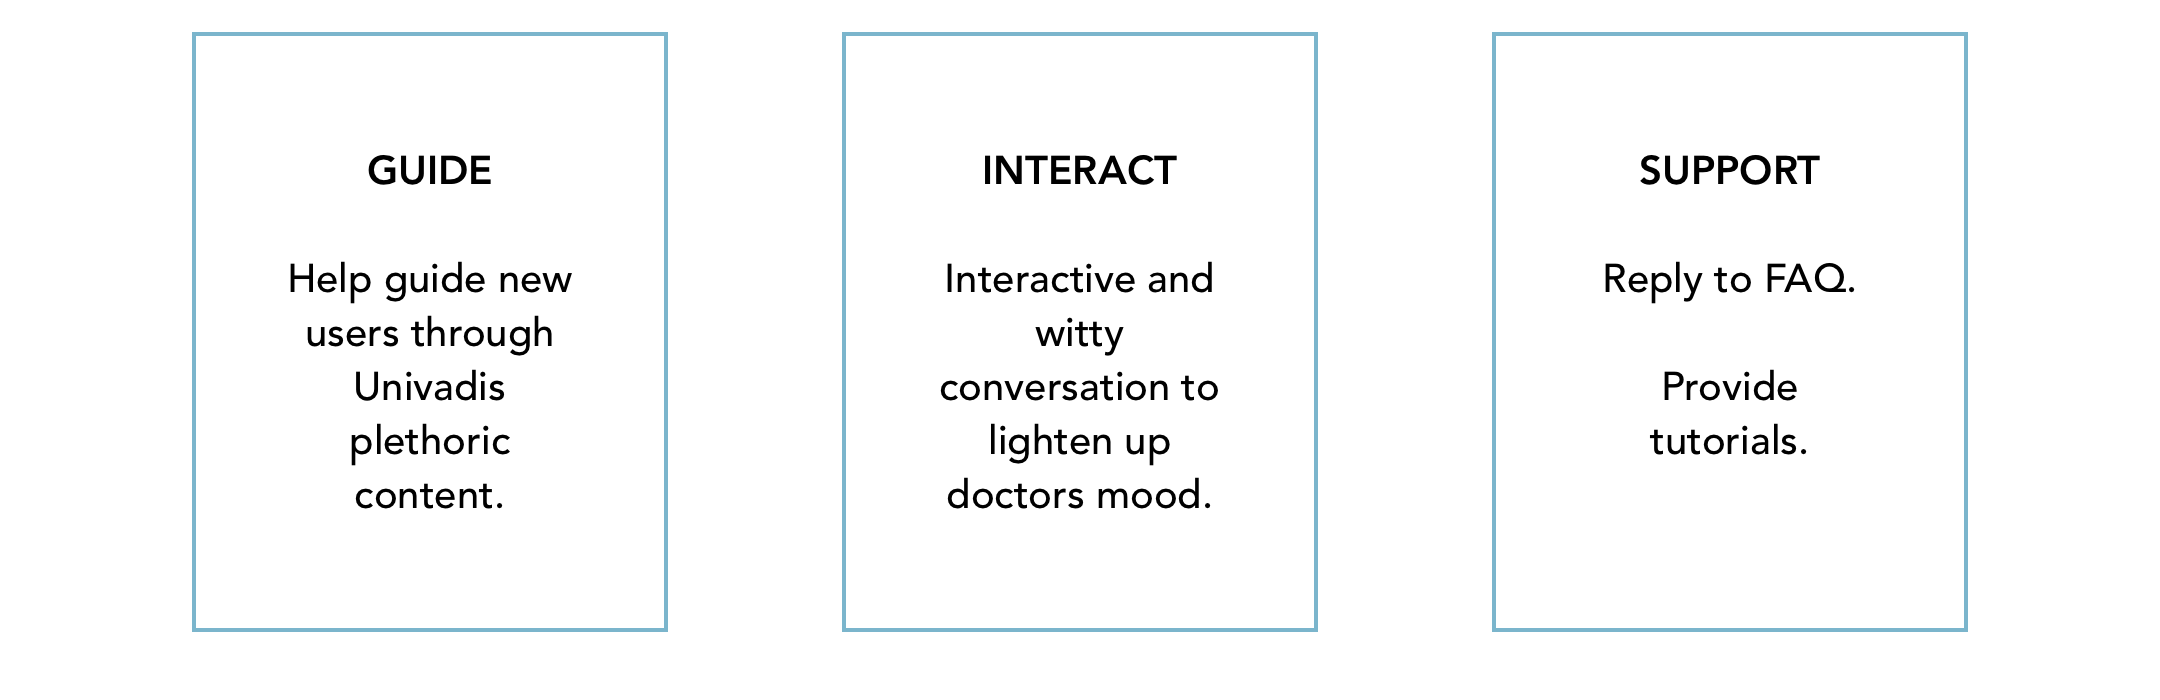 GUIDE
Help guide new
users through
Univadis
plethoric
content.
INTERACT
Interactive and
witty
conversation to
lighten up
doctors mood.
SUPPORT
Reply to FAQ.
Provide
tutorials.